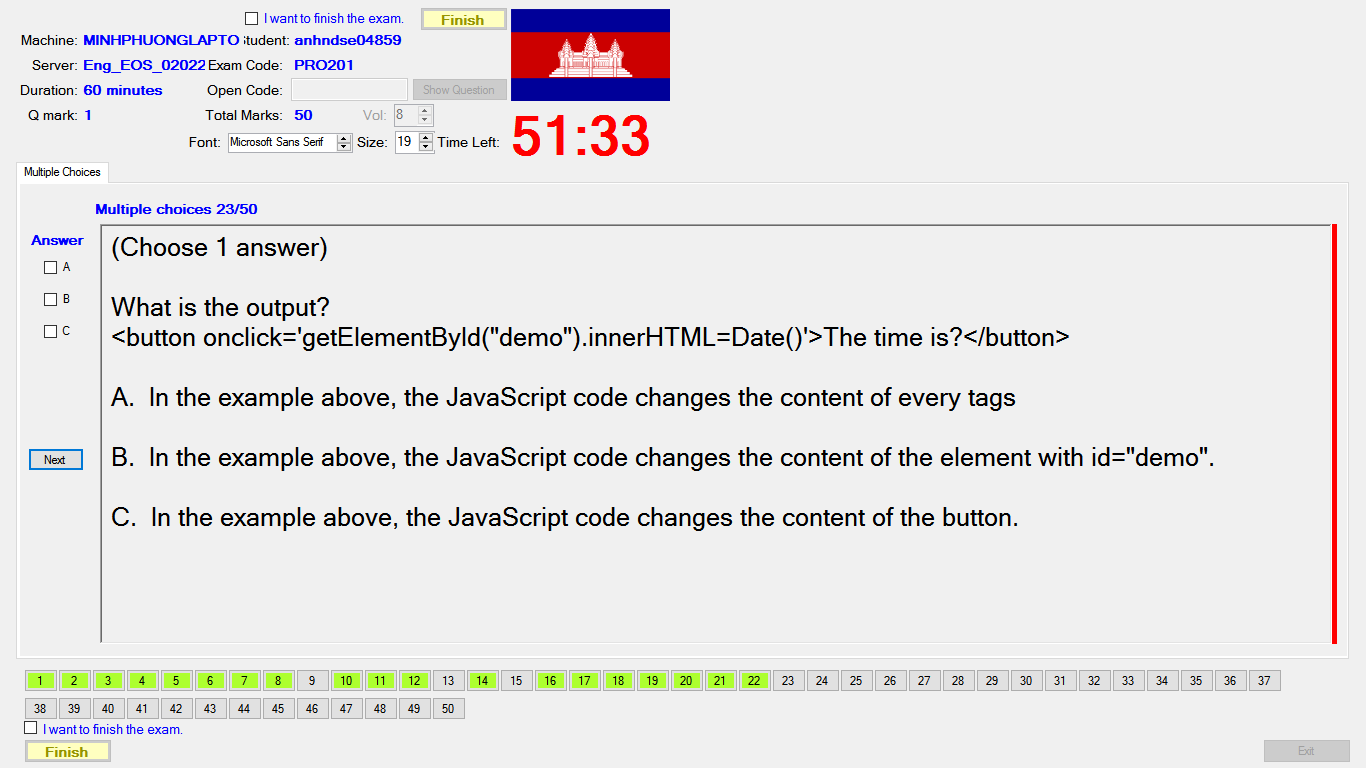 I want to finish the exam.
Finish
Machine: MINHPHUONGLAPTO Student: anhndse04859
Server: Eng_EOS_02022 Exam Code: PRO201
Duration: 60 minutes Open Code: Show Question
Q mark: 1 Total Marks: 50 Vol: 8
Font: Microsoft Sans Serif Size: 19 Time Left: 51:33
Multiple Choices
Multiple choices 23/50
Answer
A
B
C
Next
(Choose 1 answer)
What is the output?
<button onclick='getElementById("demo").innerHTML=Date()'>The time is?</button>
A. In the example above, the JavaScript code changes the content of every tags
B. In the example above, the JavaScript code changes the content of the element with id="demo".
C. In the example above, the JavaScript code changes the content of the button.
1 2 3 4 5 6 7 8 9 10 11 12 13 14 15 16 17 18 19 20 21 22 23 24 25 26 27 28 29 30 31 32 33 34 35 36 37
38 39 40 41 42 43 44 45 46 47 48 49 50
I want to finish the exam.
Finish
Exit